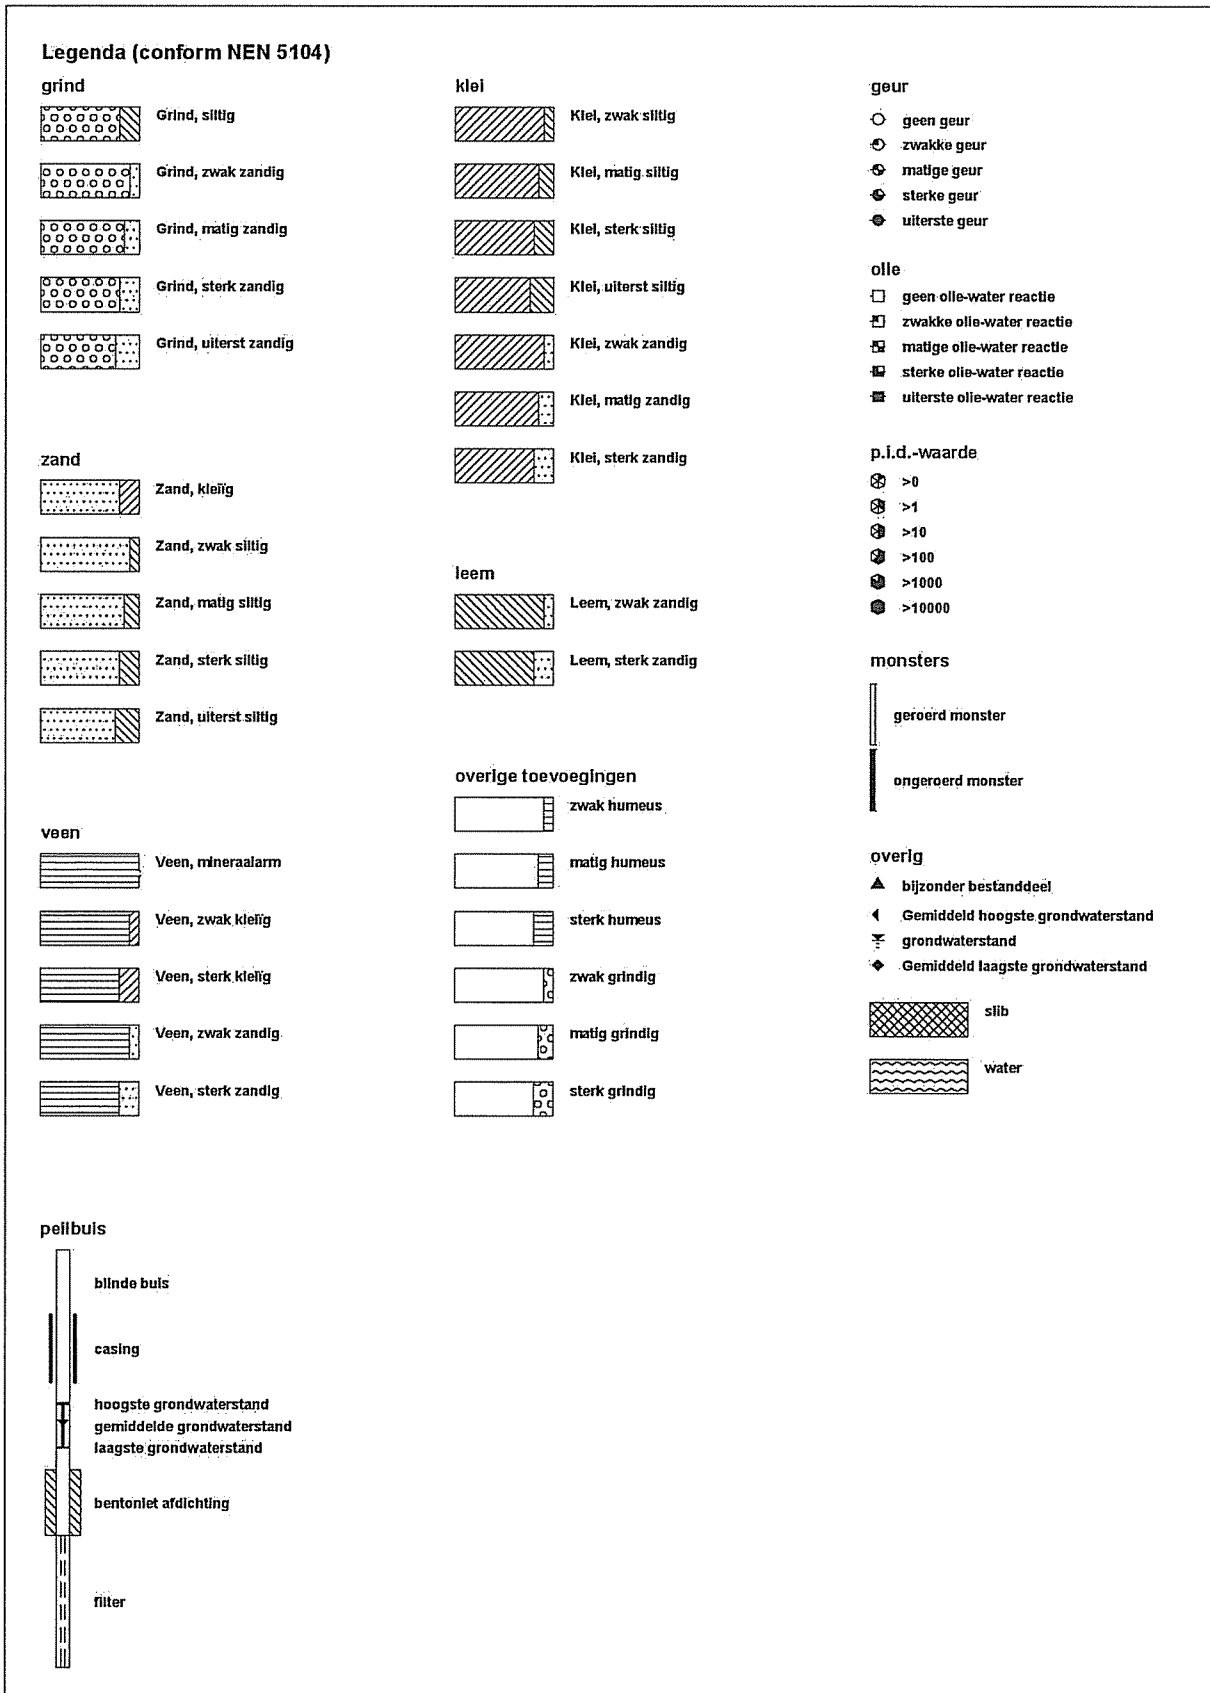 Legenda (conform NEN 5104)
grind
Grind, siltig
Grind, zwak zandig
Grind, matig zandig
Grind, sterk zandig
Grind, uiterst zandig
zand
Zand, kleiïg
Zand, zwak siltig
Zand, matig siltig
Zand, sterk siltig
Zand, uiterst siltig
veen
Veen, mineraalarm
Veen, zwak kleiïg
Veen, sterk kleiïg
Veen, zwak zandig
Veen, sterk zandig
peilbuis
blinde buis
casing
hoogste grondwaterstand
gemiddelde grondwaterstand
laagste grondwaterstand
bentoniet afdichting
filter
klei
Klei, zwak siltig
Klei, matig siltig
Klei, sterk siltig
Klei, uiterst siltig
Klei, zwak zandig
Klei, matig zandig
Klei, sterk zandig
leem
Leem, zwak zandig
Leem, sterk zandig
overige toevoegingen
zwak humeus
matig humeus
sterk humeus
zwak grindig
matig grindig
sterk grindig
geur
geen geur
zwakke geur
matige geur
sterke geur
uiterste geur
olie
geen olie-water reactie
zwakke olie-water reactie
matige olie-water reactie
sterke olie-water reactie
uiterste olie-water reactie
p.i.d.-waarde
>0
>1
>10
>100
>1000
>10000
monsters
geroerd monster
ongeroerd monster
overig
bijzonder bestanddeel
Gemiddeld hoogste grondwaterstand
grondwaterstand
Gemiddeld laagste grondwaterstand
slib
water